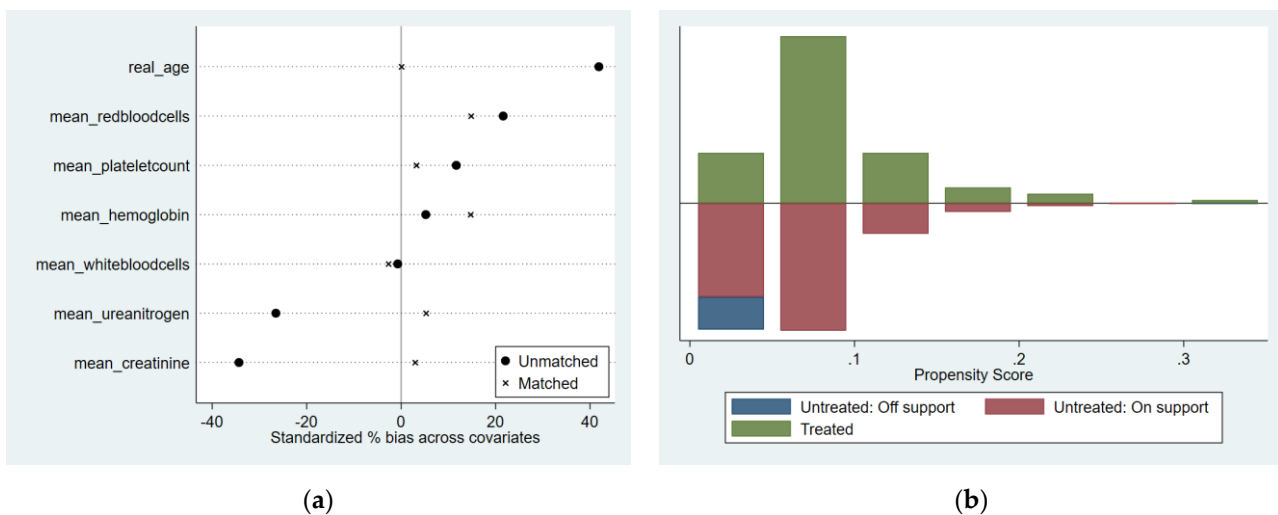 real_age
mean_redbloodcells
mean_plateletcount
mean_hemoglobin
mean_whitebloodcells
mean_ureanitrogen
mean_creatinine
Unmatched
Matched
-40 -20 0 20 40
Standardized % bias across covariates
(a)
0 .1 .2 .3
Propensity Score
Untreated: Off support Untreated: On support
Treated
(b)